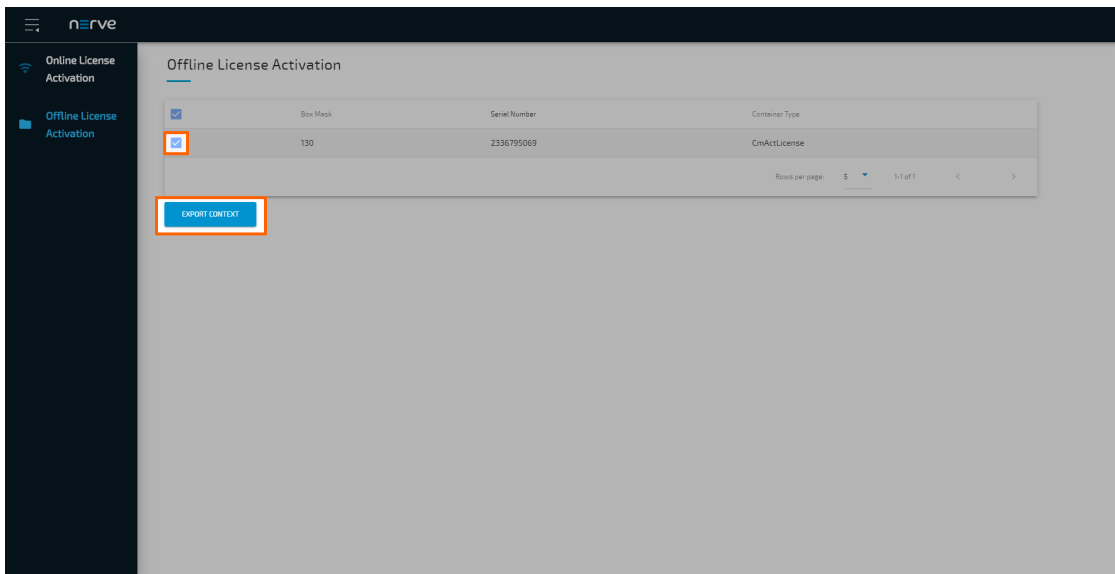 nerve
Online License
Activation
Offline License
Activation
Offline License Activation
Box Mask Serial Number Container Type
130 2336795069 CmActLicense
Rows per page: 5 1-1 of 1
EXPORT CONTEXT